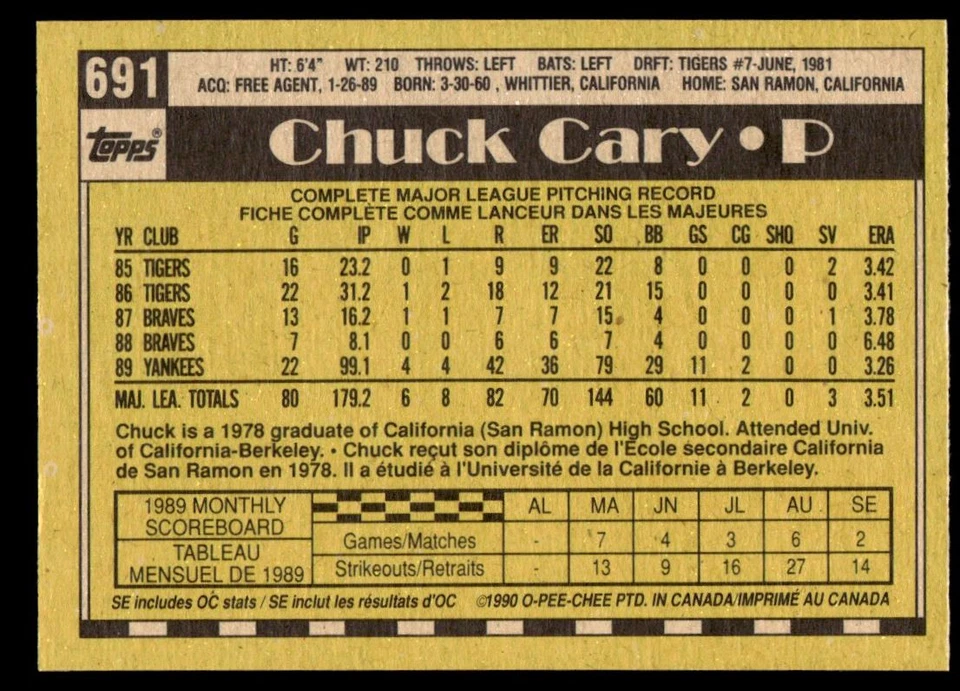 691
HT: 6'4" WT: 210 THROWS: LEFT BATS: LEFT DRFT: TIGERS #7-JUNE, 1981
ACQ: FREE AGENT, 1-26-89 BORN: 3-30-60 , WHITTIER, CALIFORNIA HOME: SAN RAMON, CALIFORNIA
Topps®
Chuck Cary • P
COMPLETE MAJOR LEAGUE PITCHING RECORD
FICHE COMPLÈTE COMME LANCEUR DANS LES MAJEURES
YR CLUB G IP W L R ER SO BB GS CG SHO SV ERA
85 TIGERS 16 23.2 0 1 9 9 22 8 0 0 0 2 3.42
86 TIGERS 22 31.2 1 2 18 12 21 15 0 0 0 0 3.41
87 BRAVES 13 16.2 1 1 7 7 15 4 0 0 0 1 3.78
88 BRAVES 7 8.1 0 0 6 6 7 4 0 0 0 0 6.48
89 YANKEES 22 99.1 4 4 42 36 79 29 11 2 0 0 3.26
MAJ. LEA. TOTALS 80 179.2 6 8 82 70 144 60 11 2 0 3 3.51
Chuck is a 1978 graduate of California (San Ramon) High School. Attended Univ.
of California-Berkeley. • Chuck reçut son diplôme de l'École secondaire California
de San Ramon en 1978. Il a étudié à l'Université de la Californie à Berkeley.
1989 MONTHLY
SCOREBOARD
TABLEAU
MENSUEL DE 1989
AL MA JN JL AU SE
Games/Matches - 7 4 3 6 2
Strikeouts/Retraits - 13 9 16 27 14
SE includes OC stats / SE inclut les résultats d'OC ©1990 O-PEE-CHEE PTD. IN CANADA/IMPRIMÉ AU CANADA